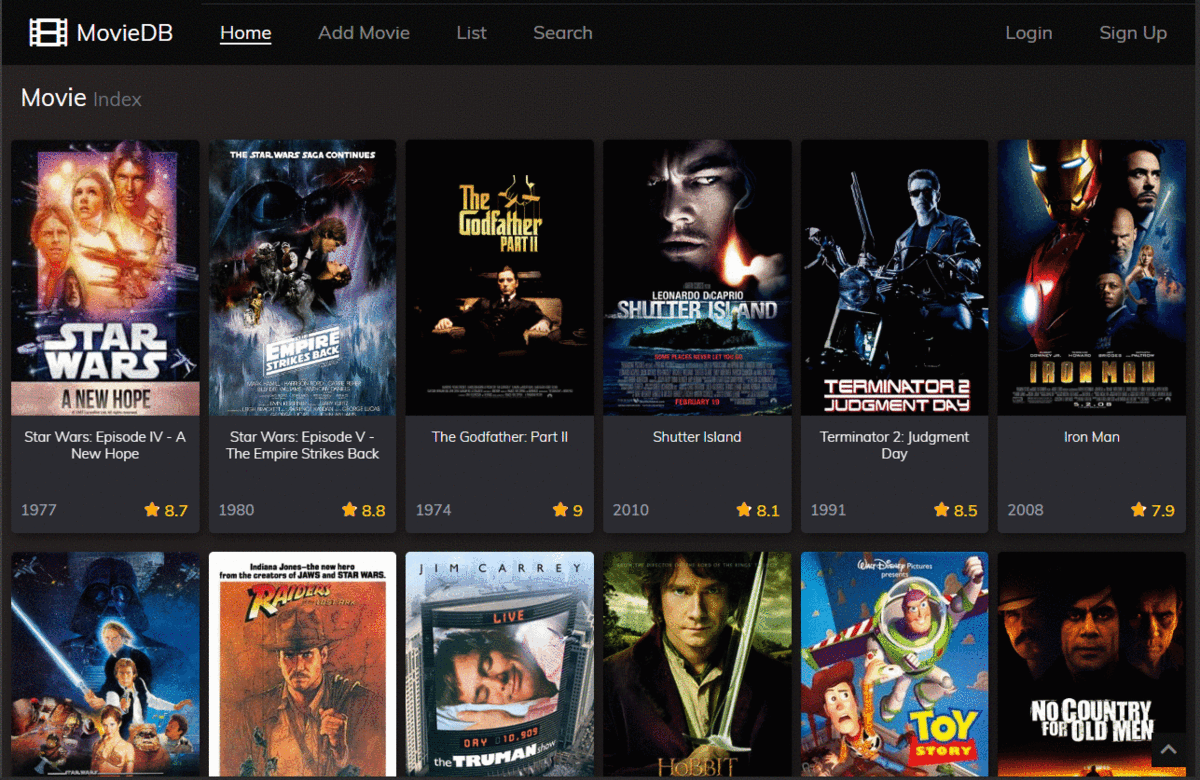 MovieDB Home Add Movie List Search Login Sign Up
Movie Index
STAR
WARS
A NEW HOPE
THE STAR WARS SAGA CONTINUES
EMPIRE
STRIKES BACK
The
Godfather
PART II
LEONARDO DiCAPRIO
SHUTTER ISLAND
SOME PLACES NEVER LET YOU GO
FEBRUARY 19
TERMINATOR 2
JUDGMENT DAY
IRON MAN
5.2.08
Star Wars: Episode IV - A
New Hope
1977 8.7
Star Wars: Episode V -
The Empire Strikes Back
1980 8.8
The Godfather: Part II
1974 9
Shutter Island
2010 8.1
Terminator 2: Judgment
Day
1991 8.5
Iron Man
2008 7.9
STAR WARS
Indiana Jones—the new hero
from the creators of JAWS and STAR WARS.
RAIDERS
JIM CARREY
LIVE
DAY 10,909
the TRUMAN show
HOBBIT
WALT DISNEY Pictures
presents
TOY
STORY
NO COUNTRY
FOR OLD MEN